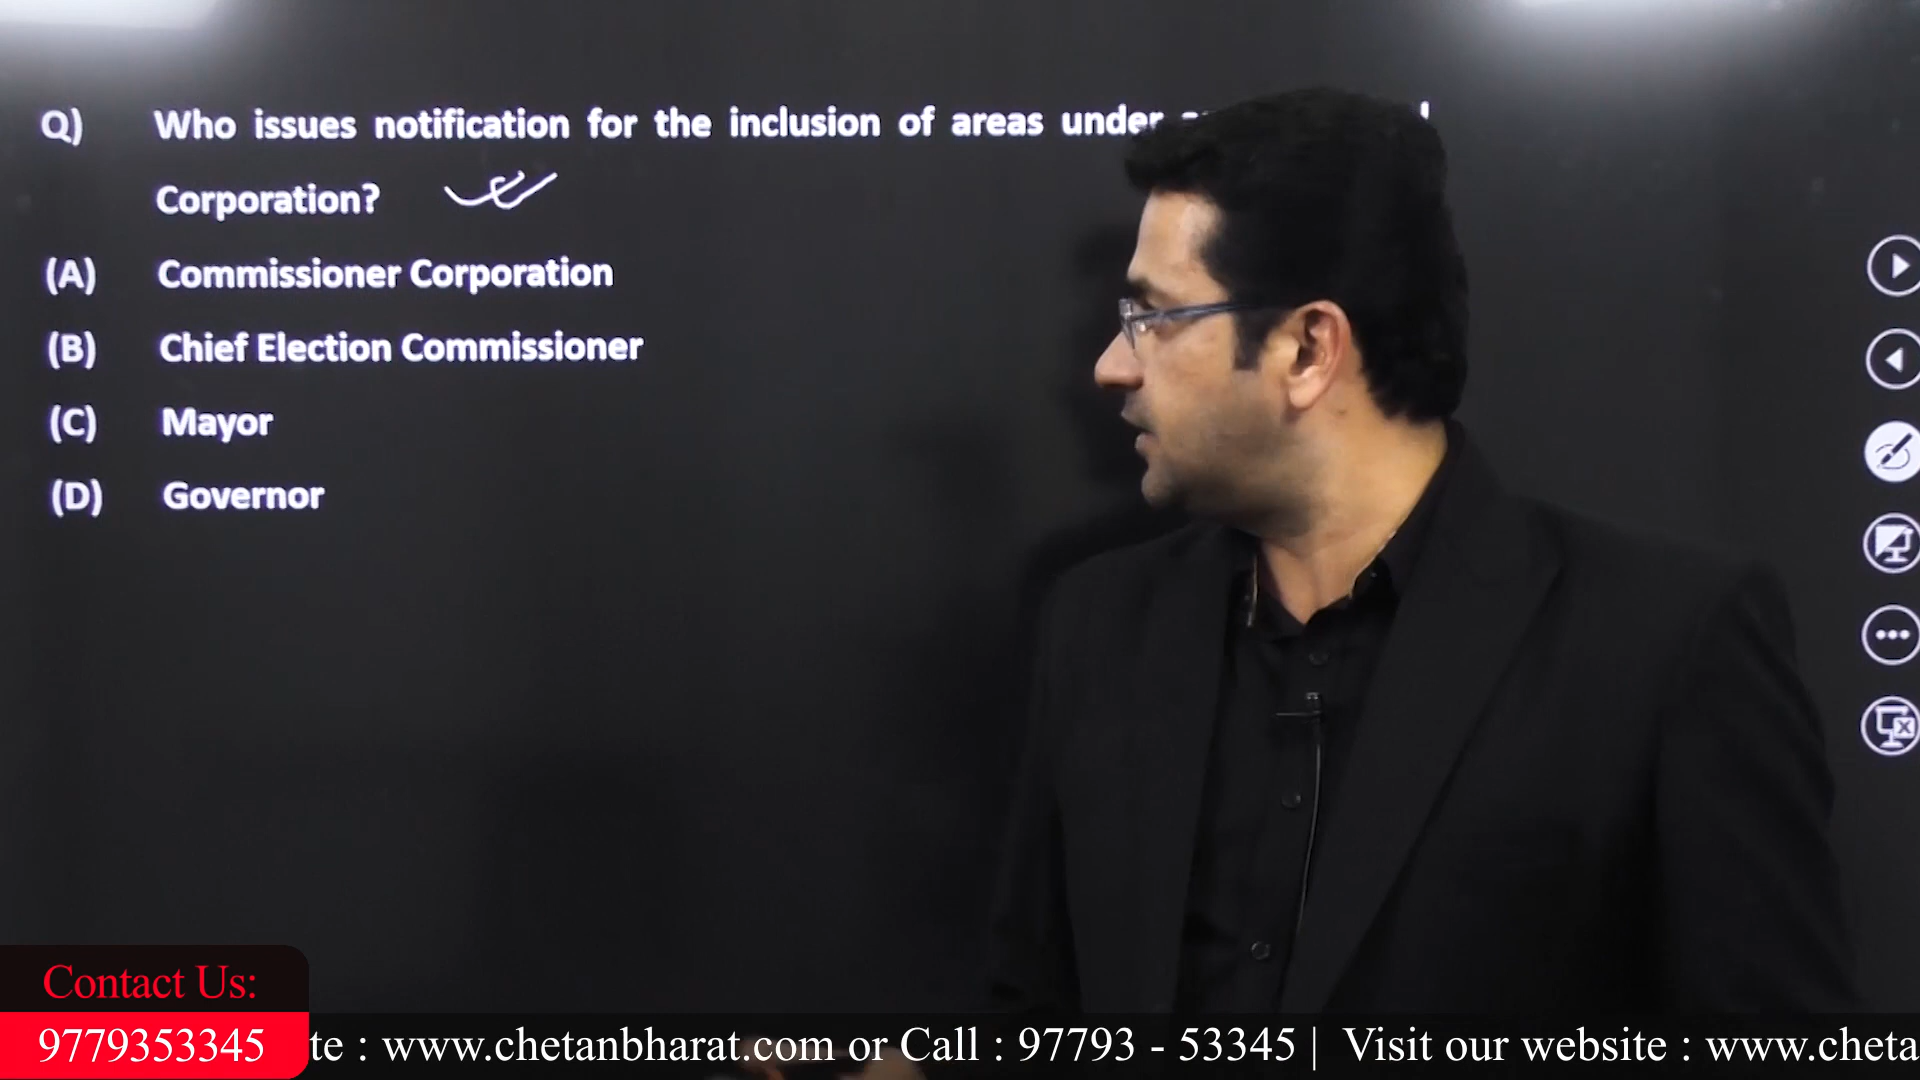 Q) Who issues notification for the inclusion of areas under
Corporation?
(A) Commissioner Corporation
(B) Chief Election Commissioner
(C) Mayor
(D) Governor
Contact Us:
9779353345
te : www.chetanbharat.com or Call : 97793 - 53345 | Visit our website : www.cheta